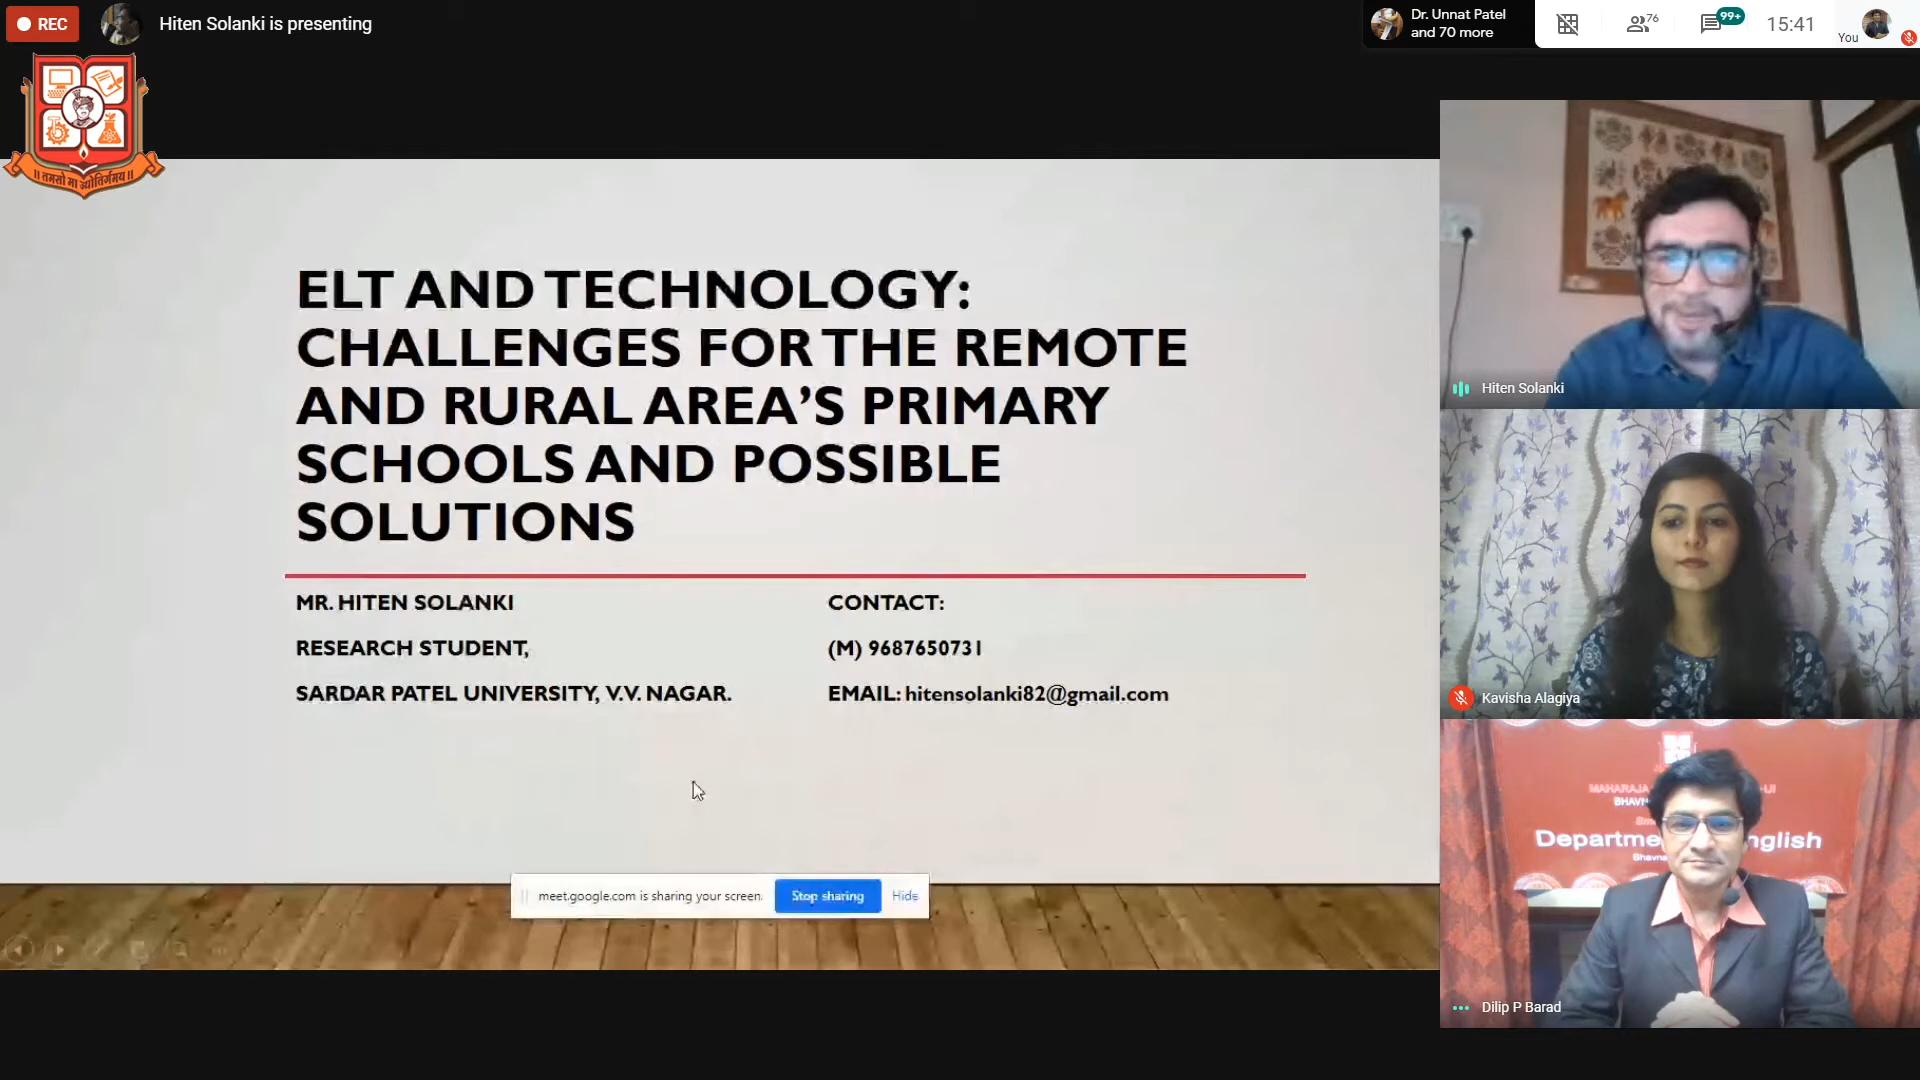 REC
Hiten Solanki is presenting
Dr. Unnat Patel
and 70 more
76
99+
15:41
You
॥ तमसो मा ज्योतिर्गमय ॥
ELT AND TECHNOLOGY:
CHALLENGES FOR THE REMOTE
AND RURAL AREA’S PRIMARY
SCHOOLS AND POSSIBLE
SOLUTIONS
MR. HITEN SOLANKI
RESEARCH STUDENT,
SARDAR PATEL UNIVERSITY, V.V. NAGAR.
CONTACT:
(M) 9687650731
EMAIL: hitensolanki82@gmail.com
meet.google.com is sharing your screen.
Stop sharing
Hide
Hiten Solanki
Kavisha Alagiya
MAHARAJA
Departme
nglish
Dilip P Barad